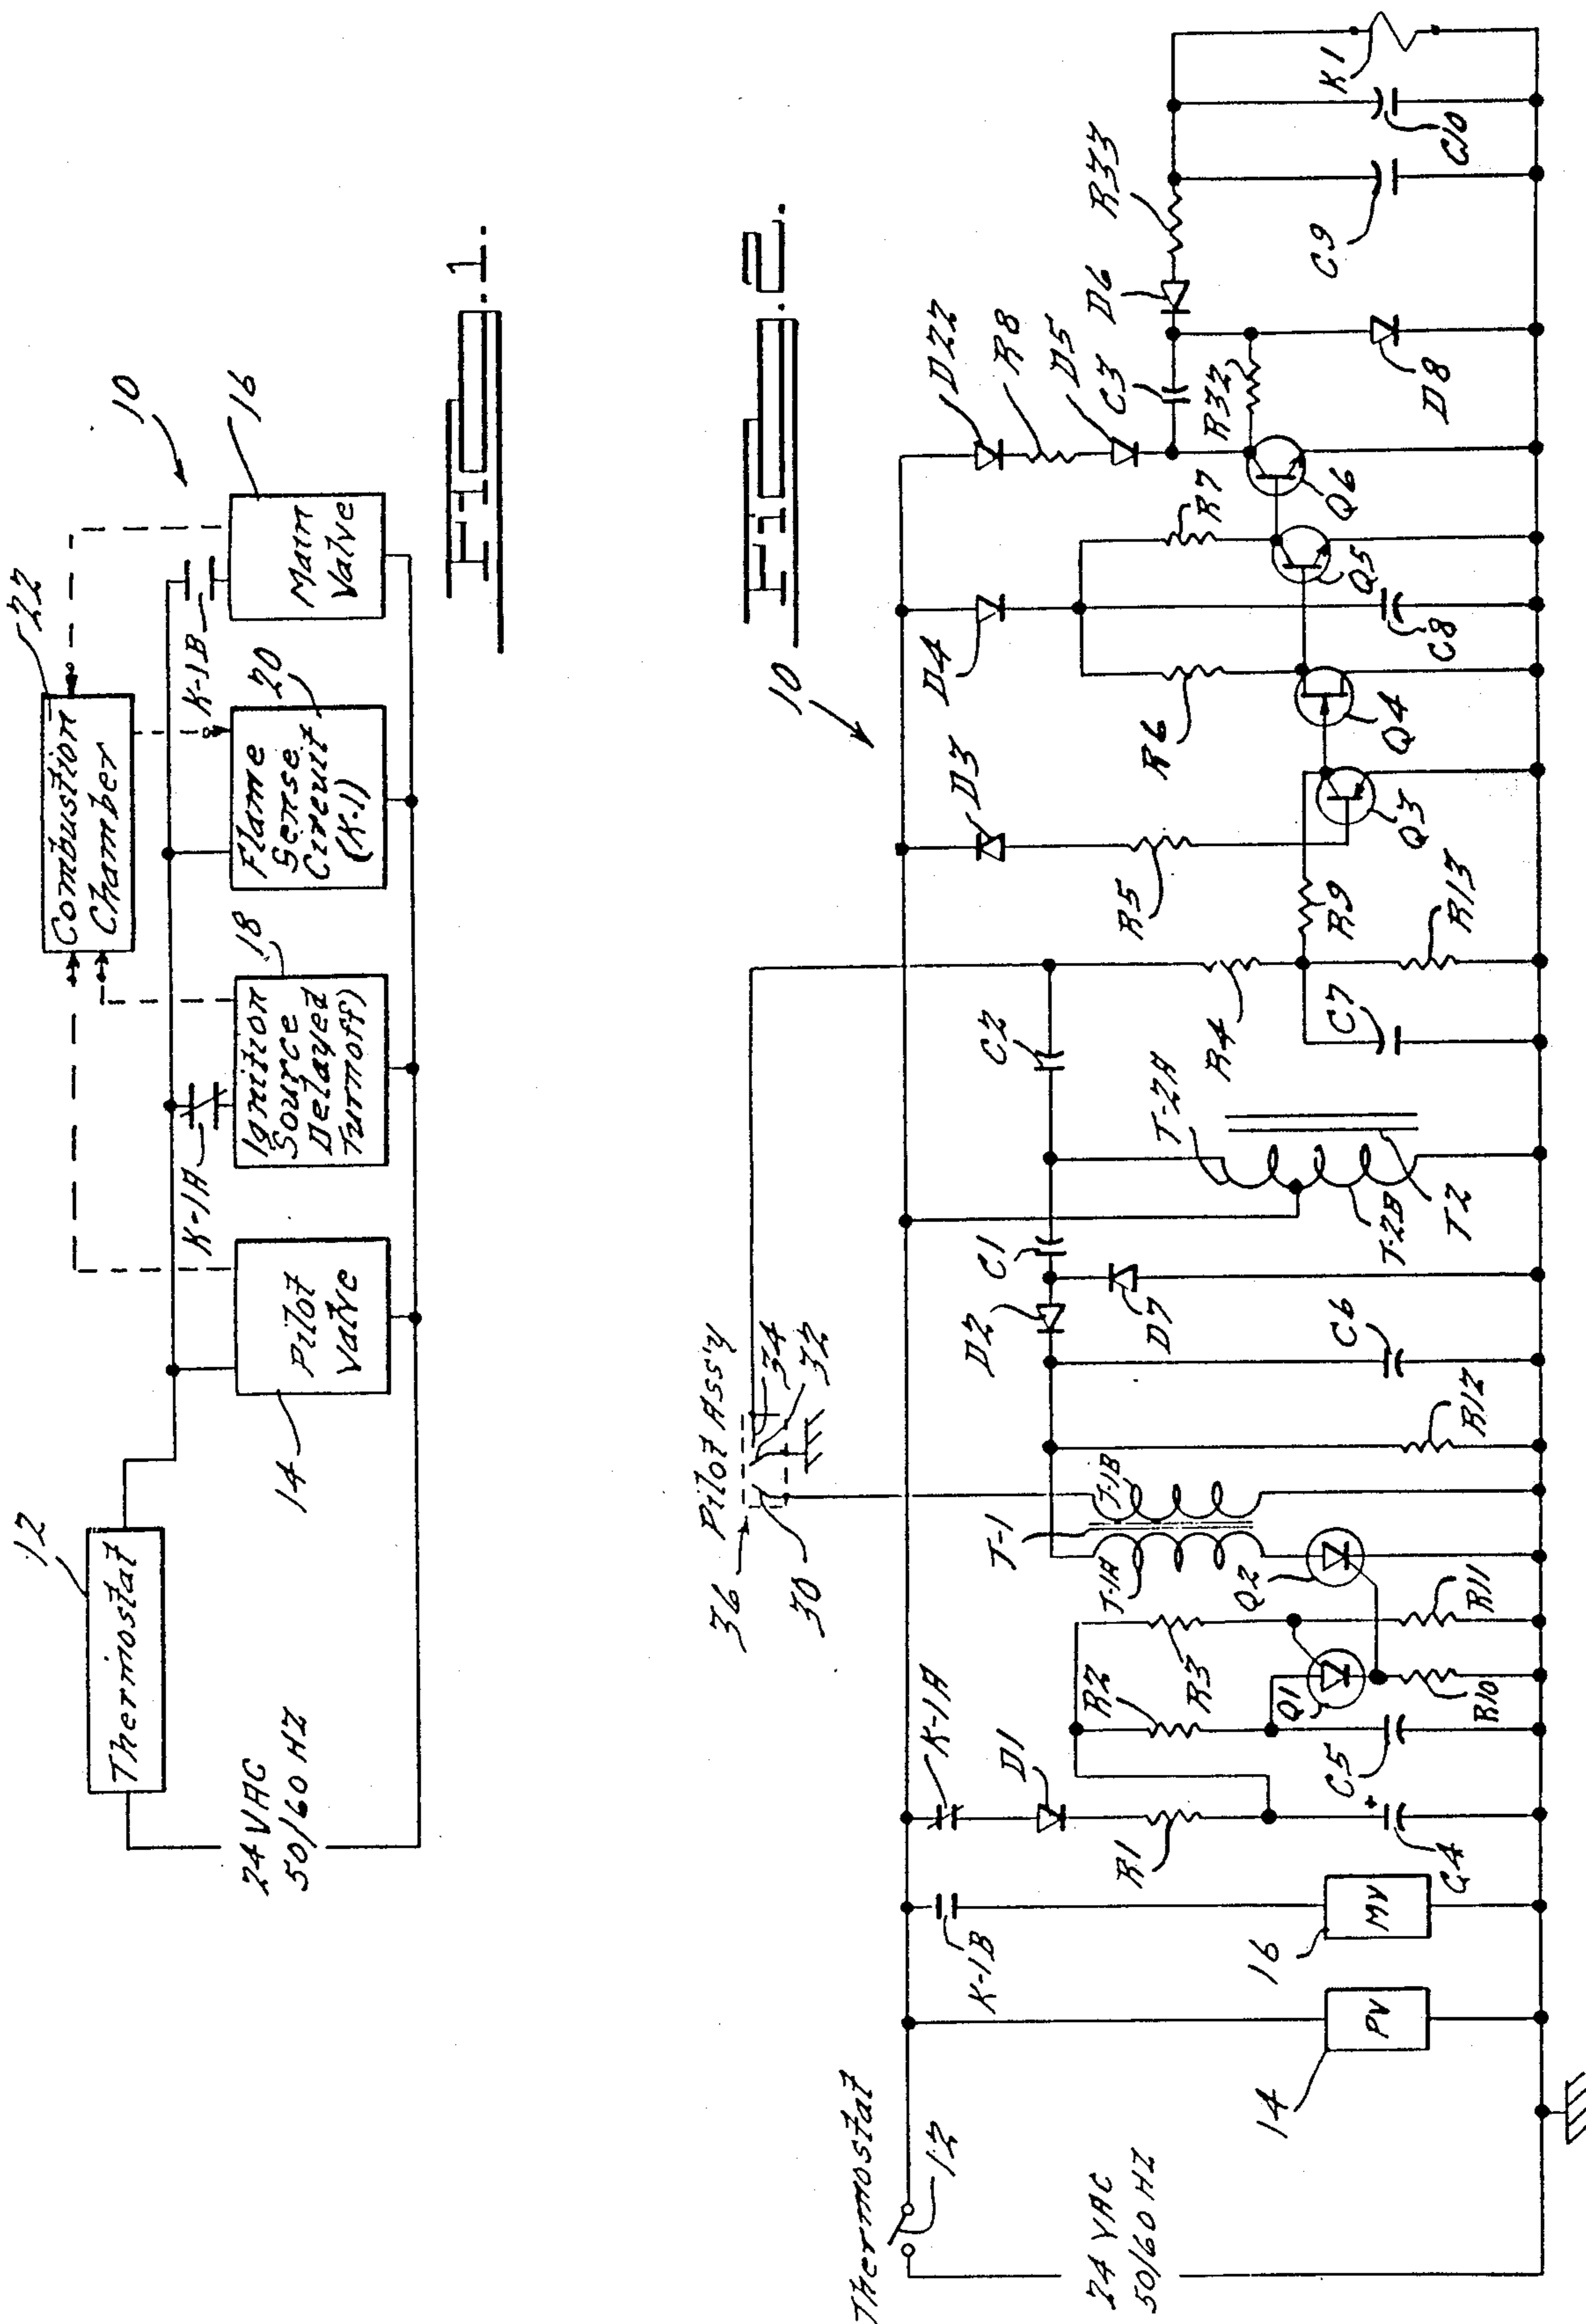 10
22
Combustion
Chamber
12
Thermostat
K-1A
K-1B
Pilot
Valve
14
Ignition
Source
Delayed
Turnoff)
18
Flame
Sense
Circuit
(K-1)
20
Main
Valve
16
24 VAC
50/60 HZ
Fig. 1.
Fig. 2.
10
36
Pilot Ass'y
34
32
30
Thermostat
12
24 VAC
50/60 HZ
14
PV
16
MV
K-1B
K-1A
D1
R1
C4
+
R2
C5
Q1
R3
R10
R11
Q2
T-1
T-1A
T-1B
R12
D2
C6
D7
C1
T-2A
T-2B
T2
C2
R4
C7
R9
R13
D3
R5
Q3
D4
R6
Q4
C8
R7
Q5
D22
R8
D5
C3
R32
Q6
D6
D8
R33
C9
C10
K1